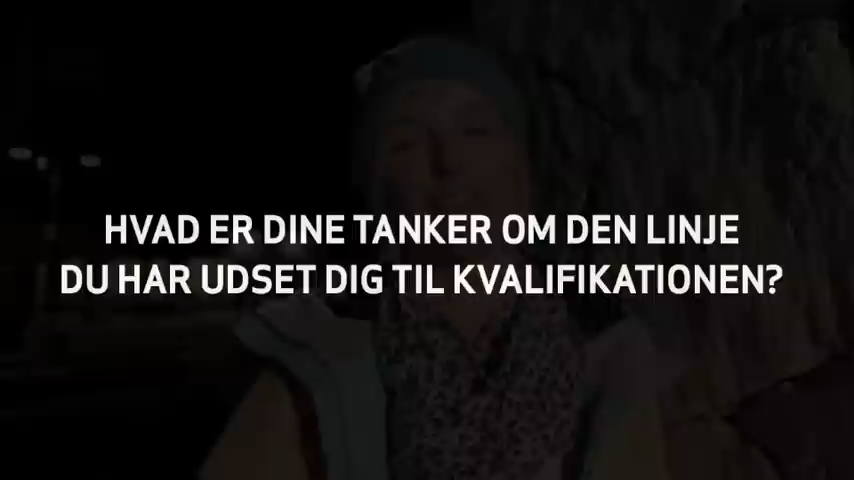 HVAD ER DINE TANKER OM DEN LINJE
DU HAR UDSET DIG TIL KVALIFIKATIONEN?